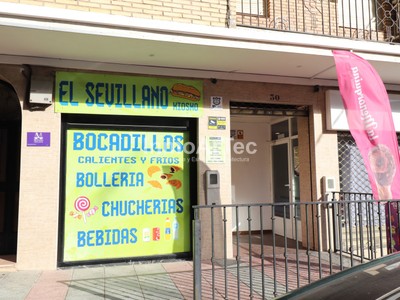 EL SEVILLANO
KIOSKO
BOCADILLOS
CALIENTES Y FRIOS
BOLLERIA
CHUCHERIAS
BEBIDAS
30